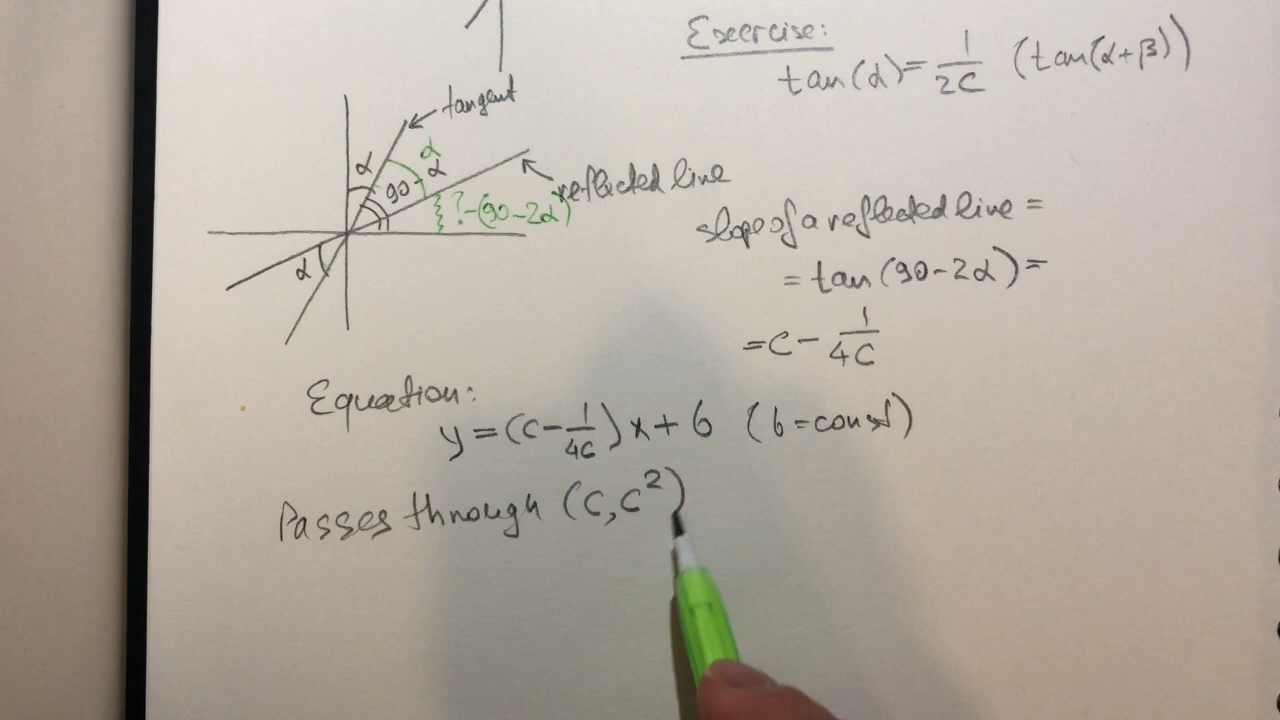 Exercise:
tan(α)= 1/2C (tan(α+β))
tangent
α
α
90-α
reflected line
?-(90-2α)
α
slope of a reflected line =
= tan(90-2α)=
=C- 1/4C
Equation:
y=(C-1/4C)x+b (b=const)
Passes through (C,C²)